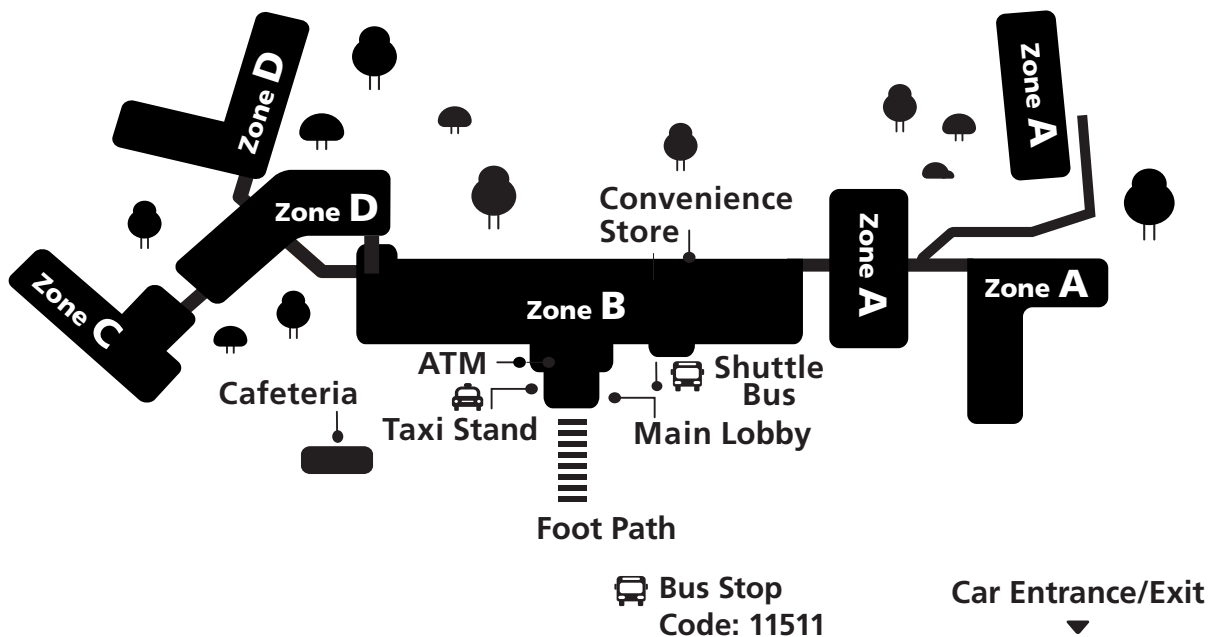 Zone D
Zone A
Zone D
Convenience
Store
Zone A
Zone C
Zone B
Zone A
ATM
Shuttle
Bus
Cafeteria
Taxi Stand
Main Lobby
Foot Path
Bus Stop
Code: 11511
Car Entrance/Exit